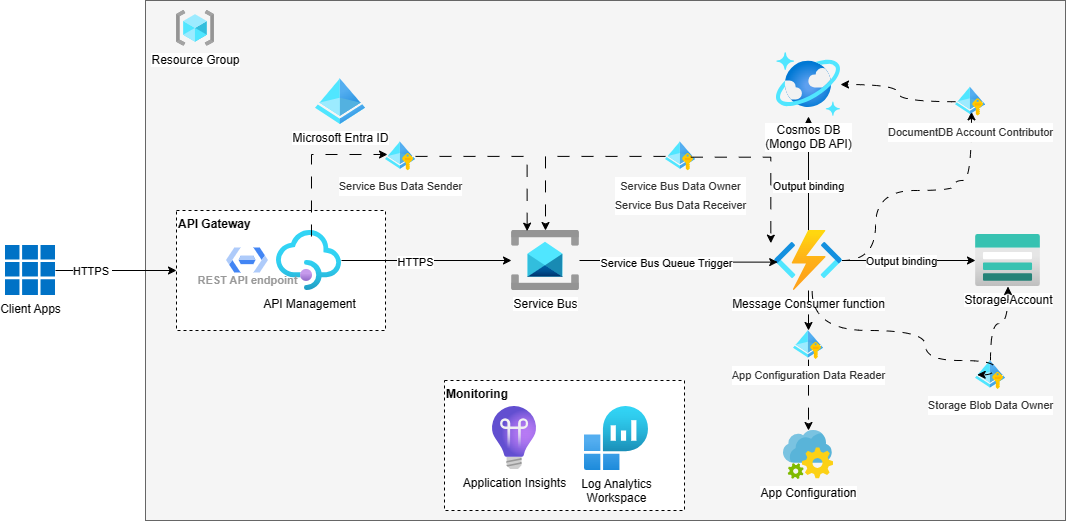 Resource Group
Microsoft Entra ID
Cosmos DB
(Mongo DB API)
DocumentDB Account Contributor
Service Bus Data Sender
Service Bus Data Owner
Service Bus Data Receiver
Output binding
API Gateway
REST API endpoint
API Management
HTTPS
Client Apps
HTTPS
Service Bus
Service Bus Queue Trigger
Message Consumer function
Output binding
Storage Account
App Configuration Data Reader
Storage Blob Data Owner
Monitoring
Application Insights
Log Analytics
Workspace
App Configuration